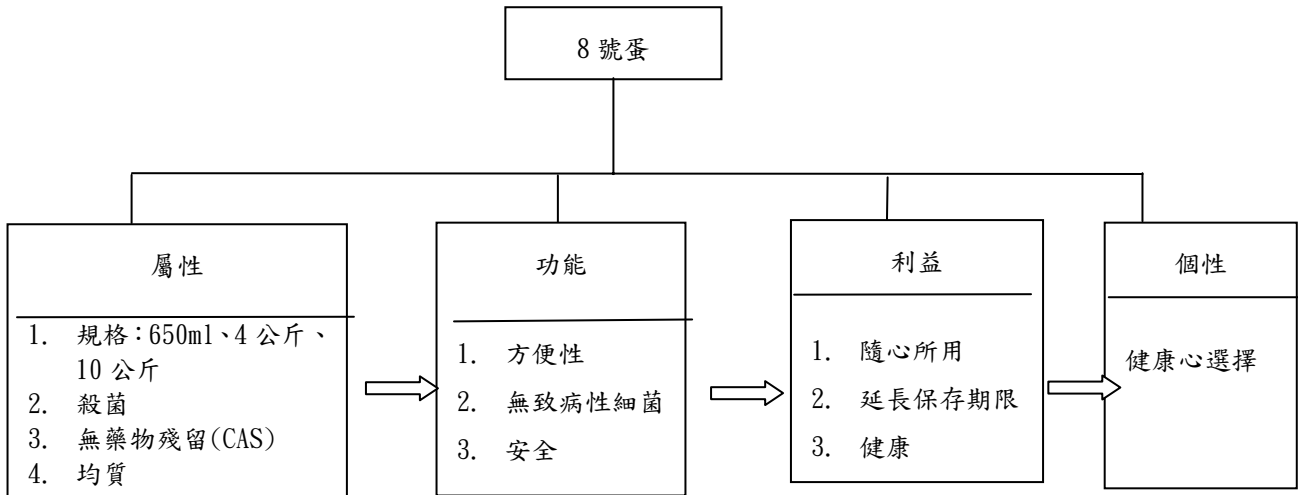 8 號蛋
屬性
1. 規格：650ml、4 公斤、
10 公斤
2. 殺菌
3. 無藥物殘留(CAS)
4. 均質
功能
1. 方便性
2. 無致病性細菌
3. 安全
利益
1. 隨心所用
2. 延長保存期限
3. 健康
個性
健康心選擇